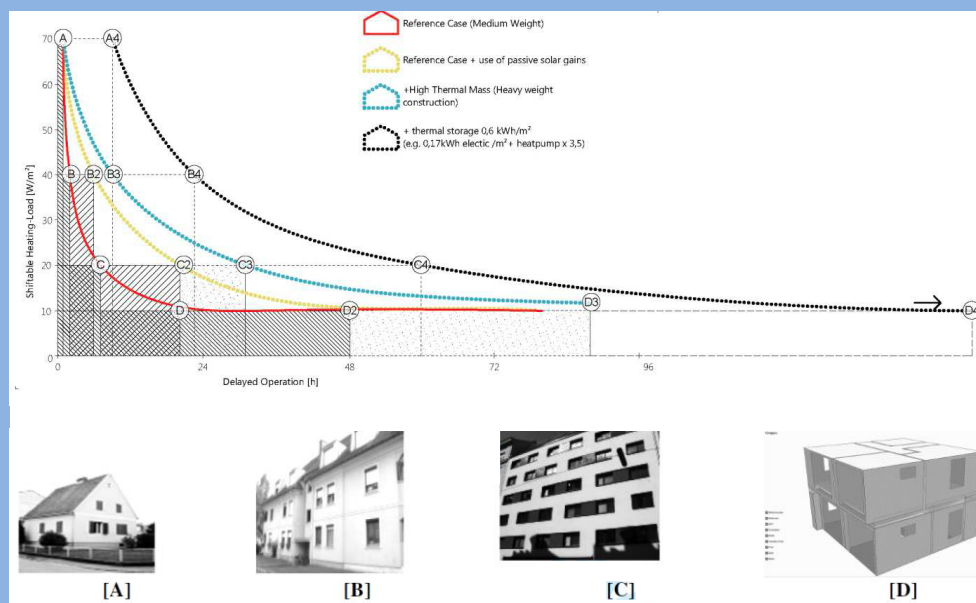 Reference Case (Medium Weight)
Reference Case + use of passive solar gains
+High Thermal Mass (Heavy weight
construction)
+ thermal storage 0,6 kWh/m²
(e.g. 0,17kWh electic /m²+ heatpump x 3,5)
Shiftable Heating-Load [W/m²]
70
60
50
40
30
20
10
0
A
A4
B
B2
B3
B4
C
C2
C3
C4
D
D2
D3
D4
0
24
48
72
96
Delayed Operation [h]
[A]
[B]
[C]
[D]